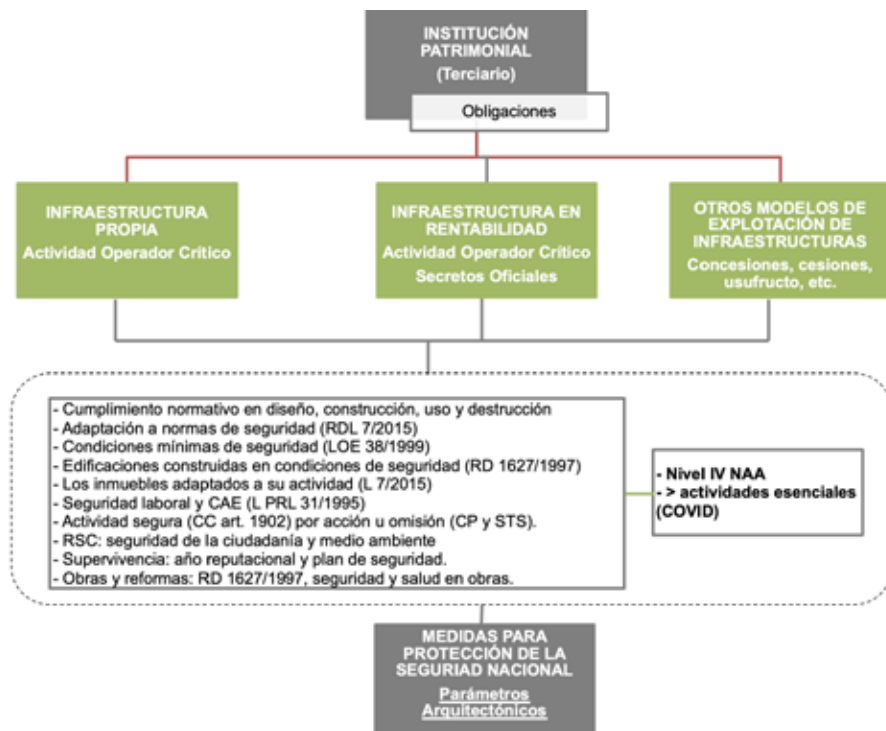 INSTITUCIÓN
PATRIMONIAL
(Terciario)
Obligaciones
INFRAESTRUCTURA
PROPIA
Actividad Operador Crítico
INFRAESTRUCTURA EN
RENTABILIDAD
Actividad Operador Crítico
Secretos Oficiales
OTROS MODELOS DE
EXPLOTACIÓN DE
INFRAESTRUCTURAS
Concesiones, cesiones,
usufructo, etc.
- Cumplimiento normativo en diseño, construcción, uso y destrucción
- Adaptación a normas de seguridad (RDL 7/2015)
- Condiciones mínimas de seguridad (LOE 38/1999)
- Edificaciones construidas en condiciones de seguridad (RD 1627/1997)
- Los inmuebles adaptados a su actividad (L 7/2015)
- Seguridad laboral y CAE (L PRL 31/1995)
- Actividad segura (CC art. 1902) por acción u omisión (CP y STS).
- RSC: seguridad de la ciudadanía y medio ambiente
- Supervivencia: año reputacional y plan de seguridad.
- Obras y reformas: RD 1627/1997, seguridad y salud en obras.
- Nivel IV NAA
- > actividades esenciales
(COVID)
MEDIDAS PARA
PROTECCIÓN DE LA
SEGURIAD NACIONAL
Parámetros
Arquitectónicos